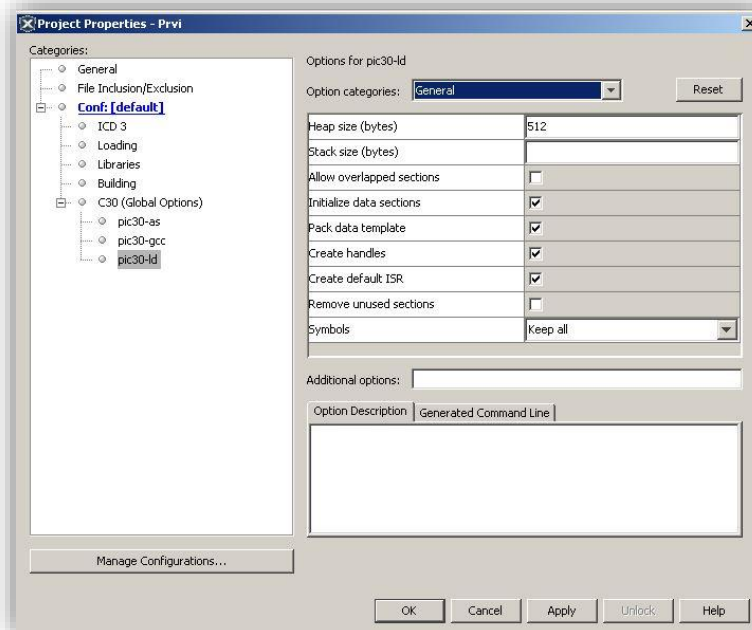 Project Properties - Prvi
Categories:
General
File Inclusion/Exclusion
Conf: [default]
ICD 3
Loading
Libraries
Building
C30 (Global Options)
pic30-as
pic30-gcc
pic30-ld
Manage Configurations...
Options for pic30-ld
Option categories: General Reset
Heap size (bytes) 512
Stack size (bytes)
Allow overlapped sections
Initialize data sections
Pack data template
Create handles
Create default ISR
Remove unused sections
Symbols Keep all
Additional options:
Option Description Generated Command Line
OK Cancel Apply Unlock Help